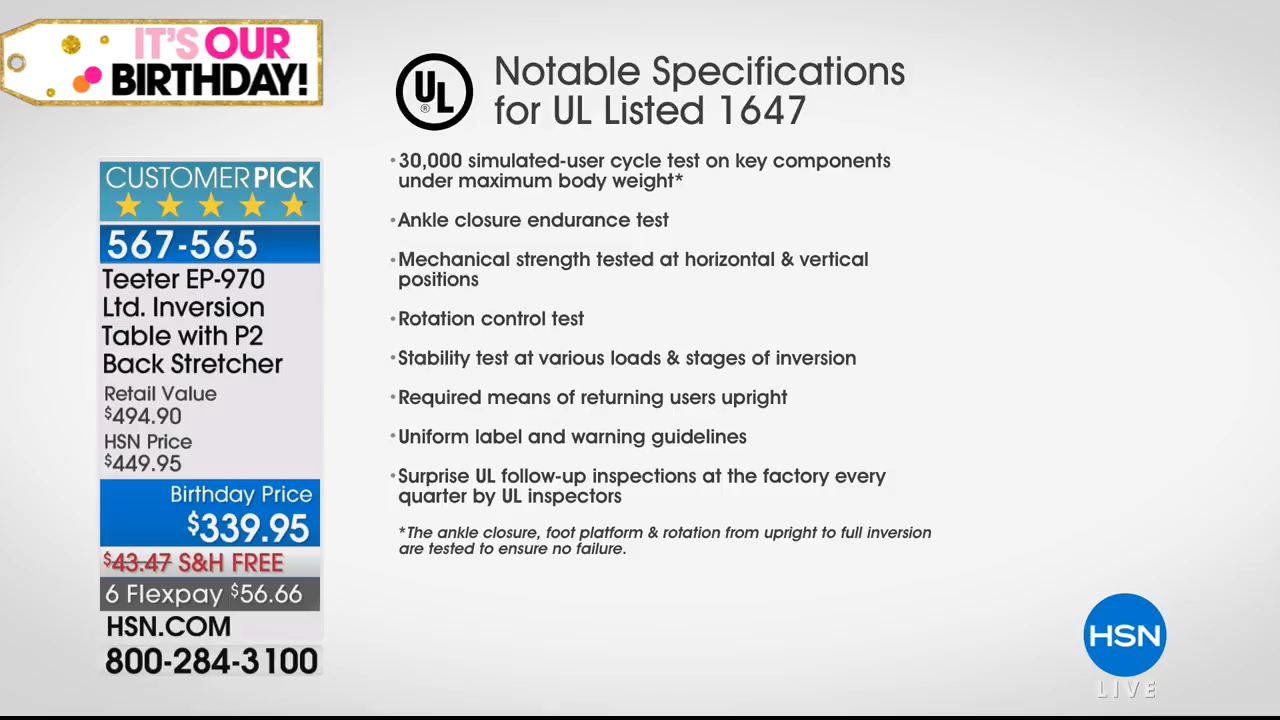 IT'S OUR
BIRTHDAY!
CUSTOMER PICK
567-565
Teeter EP-970
Ltd. Inversion
Table with P2
Back Stretcher
Retail Value
$494.90
HSN Price
$449.95
Birthday Price
$339.95
$43.47 S&H FREE
6 Flexpay $56.66
HSN.COM
800-284-3100
UL ®
Notable Specifications
for UL Listed 1647
•30,000 simulated-user cycle test on key components
under maximum body weight*
•Ankle closure endurance test
•Mechanical strength tested at horizontal & vertical
positions
•Rotation control test
•Stability test at various loads & stages of inversion
•Required means of returning users upright
•Uniform label and warning guidelines
•Surprise UL follow-up inspections at the factory every
quarter by UL inspectors
*The ankle closure, foot platform & rotation from upright to full inversion
are tested to ensure no failure.
HSN
LIVE